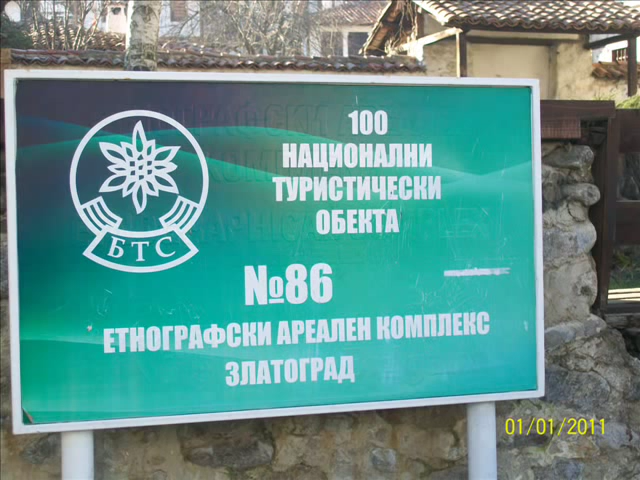 100
НАЦИОНАЛНИ
ТУРИСТИЧЕСКИ
ОБЕКТА
БТС
№86
ЕТНОГРАФСКИ АРЕАЛЕН КОМПЛЕКС
ЗЛАТОГРАД
01/01/2011